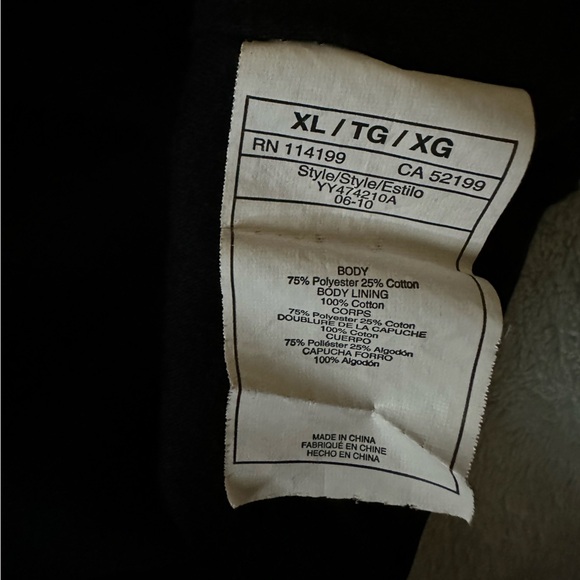 XL / TG / XG
RN 114199 CA 52199
Style/Style/Estilo
YY474210A
06-10
BODY
75% Polyester 25% Cotton
BODY LINING
100% Cotton
CORPS
75% Polyester 25% Coton
DOUBLURE DE LA CAPUCHE
100% Coton
CUERPO
75% Poliéster 25% Algodón
CAPUCHA FORRO
100% Algodón
MADE IN CHINA
FABRIQUÉ EN CHINE
HECHO EN CHINA